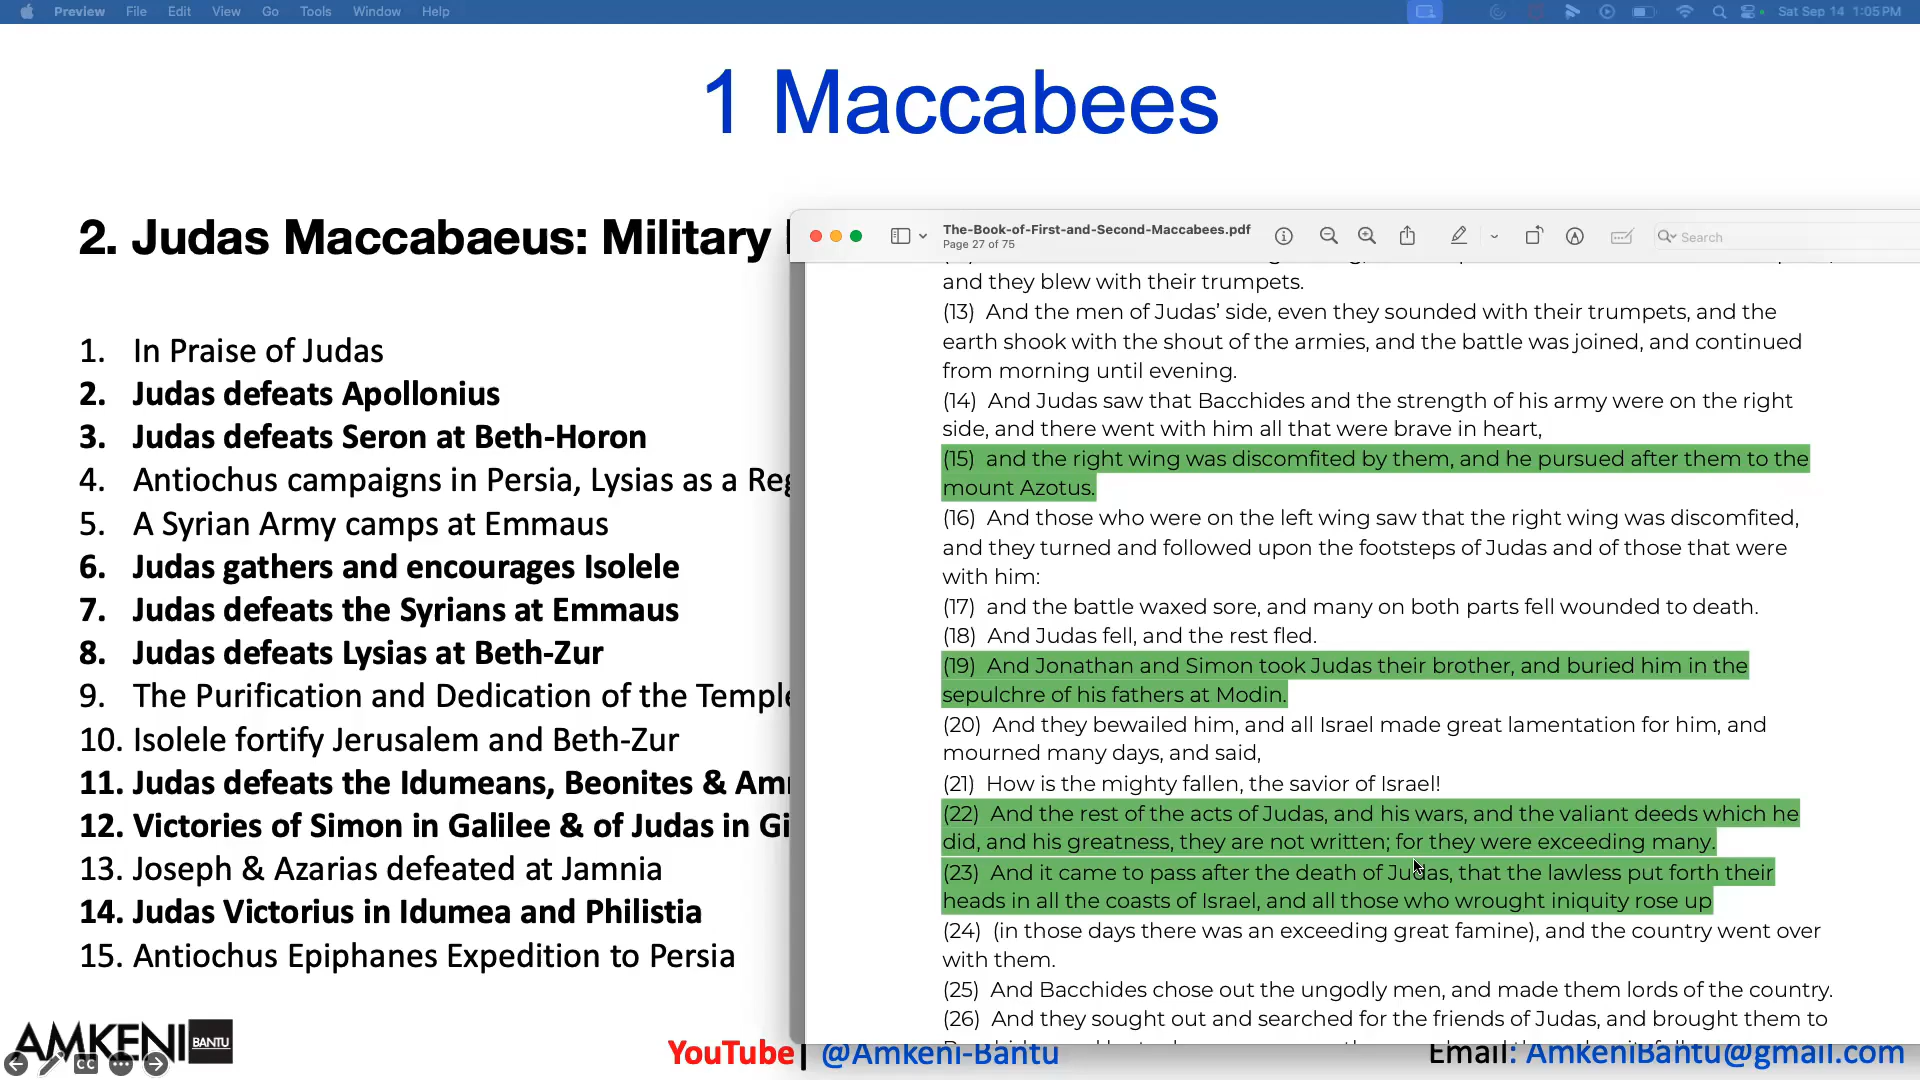 Preview File Edit View Go Tools Window Help Sat Sep 14 1:05 PM
1 Maccabees
2. Judas Maccabaeus: Military
1. In Praise of Judas
2. Judas defeats Apollonius
3. Judas defeats Seron at Beth-Horon
4. Antiochus campaigns in Persia, Lysias as a Reg
5. A Syrian Army camps at Emmaus
6. Judas gathers and encourages Isolele
7. Judas defeats the Syrians at Emmaus
8. Judas defeats Lysias at Beth-Zur
9. The Purification and Dedication of the Temple
10. Isolele fortify Jerusalem and Beth-Zur
11. Judas defeats the Idumeans, Beonites & Am
12. Victories of Simon in Galilee & of Judas in Gi
13. Joseph & Azarias defeated at Jamnia
14. Judas Victorius in Idumea and Philistia
15. Antiochus Epiphanes Expedition to Persia
The-Book-of-First-and-Second-Maccabees.pdf
Page 27 of 75
Search
and they blew with their trumpets.
(13) And the men of Judas’ side, even they sounded with their trumpets, and the
earth shook with the shout of the armies, and the battle was joined, and continued
from morning until evening.
(14) And Judas saw that Bacchides and the strength of his army were on the right
side, and there went with him all that were brave in heart,
(15) and the right wing was discomfited by them, and he pursued after them to the
mount Azotus.
(16) And those who were on the left wing saw that the right wing was discomfited,
and they turned and followed upon the footsteps of Judas and of those that were
with him:
(17) and the battle waxed sore, and many on both parts fell wounded to death.
(18) And Judas fell, and the rest fled.
(19) And Jonathan and Simon took Judas their brother, and buried him in the
sepulchre of his fathers at Modin.
(20) And they bewailed him, and all Israel made great lamentation for him, and
mourned many days, and said,
(21) How is the mighty fallen, the savior of Israel!
(22) And the rest of the acts of Judas, and his wars, and the valiant deeds which he
did, and his greatness, they are not written; for they were exceeding many.
(23) And it came to pass after the death of Judas, that the lawless put forth their
heads in all the coasts of Israel, and all those who wrought iniquity rose up
(24) (in those days there was an exceeding great famine), and the country went over
with them.
(25) And Bacchides chose out the ungodly men, and made them lords of the country.
(26) And they sought out and searched for the friends of Judas, and brought them to
AMKENI BANTU
CC
YouTube| @Amkeni-Bantu
Email: AmkeniBantu@gmail.com